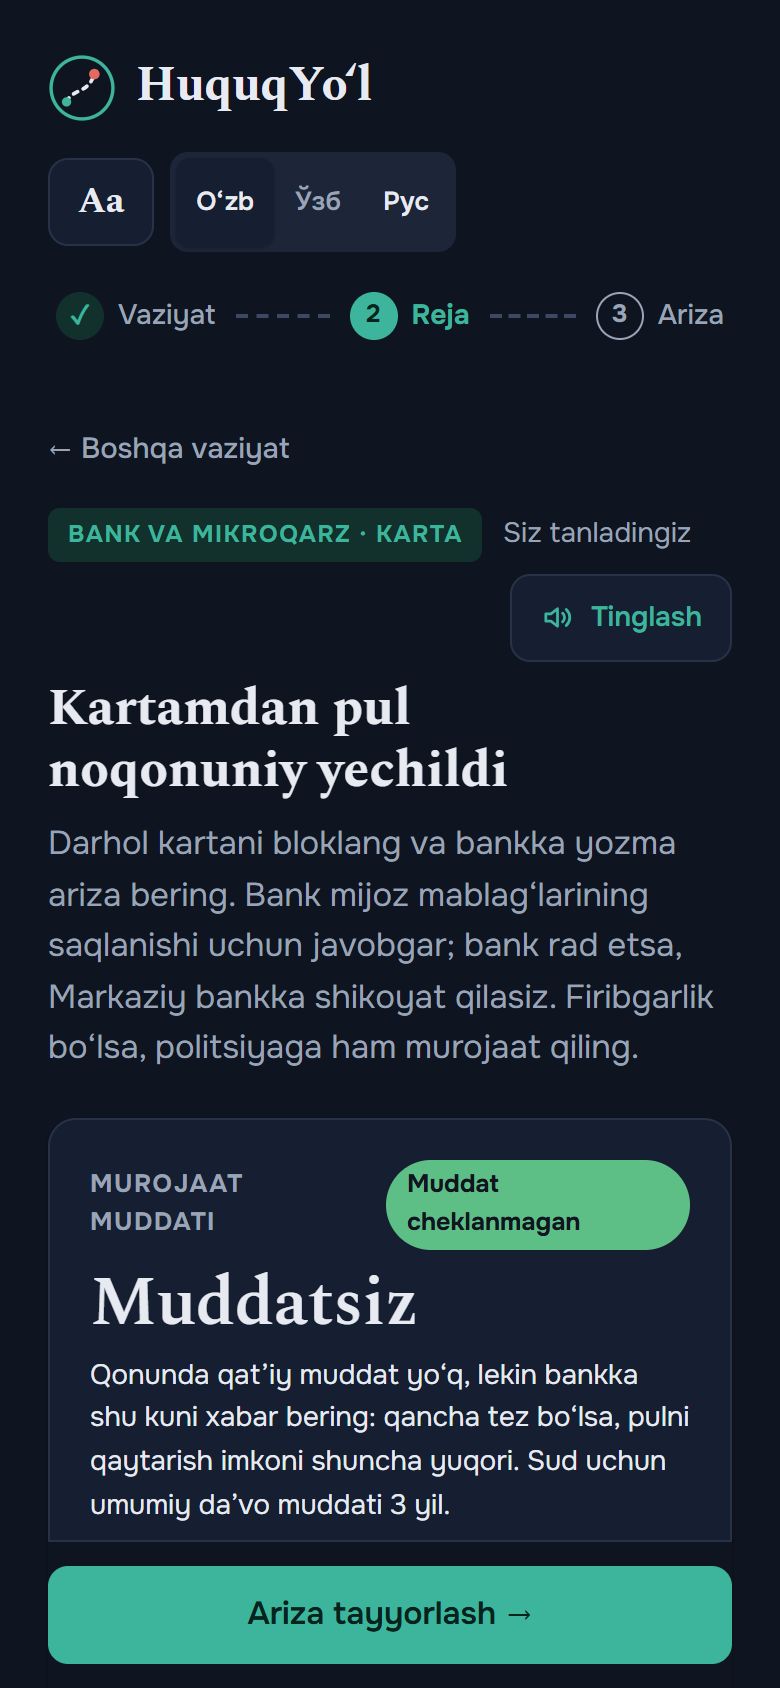 HuquqYo‘l
Aa O‘zb Ўзб Рус
✓ Vaziyat 2 Reja 3 Ariza
← Boshqa vaziyat
BANK VA MIKROQARZ · KARTA Siz tanladingiz
Tinglash
Kartamdan pul
noqonuniy yechildi
Darhol kartani bloklang va bankka yozma
ariza bering. Bank mijoz mablag‘larining
saqlanishi uchun javobgar; bank rad etsa,
Markaziy bankka shikoyat qilasiz. Firibgarlik
bo‘lsa, politsiyaga ham murojaat qiling.
MUROJAAT
MUDDATI
Muddat
cheklanmagan
Muddatsiz
Qonunda qat’iy muddat yo‘q, lekin bankka
shu kuni xabar bering: qancha tez bo‘lsa, pulni
qaytarish imkoni shuncha yuqori. Sud uchun
umumiy da’vo muddati 3 yil.
Ariza tayyorlash →